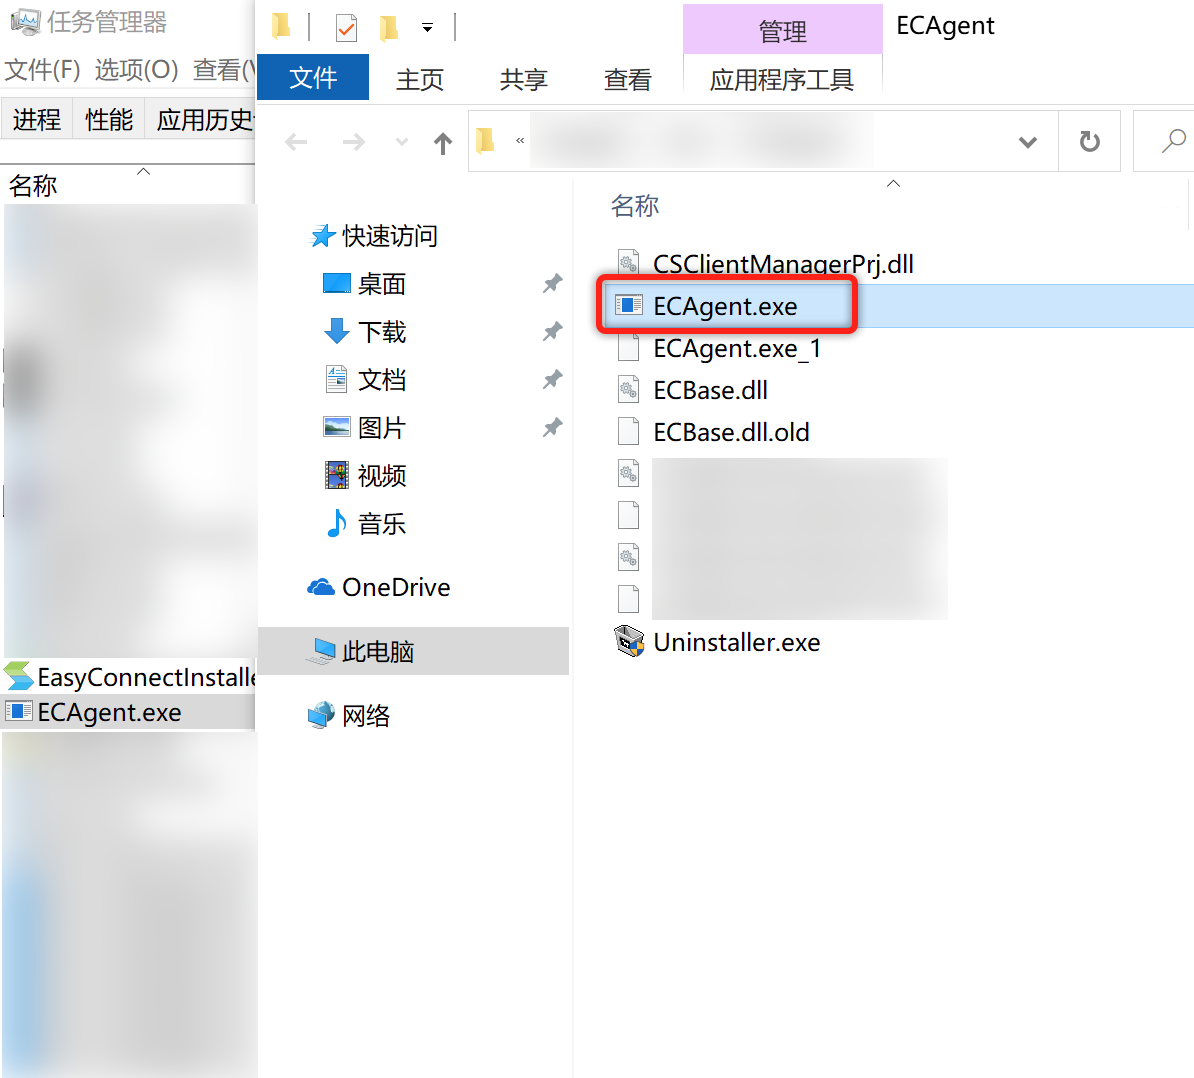 任务管理器
文件(F) 选项(O) 查看(V
进程 性能 应用历史
名称
EasyConnectInstalle
ECAgent.exe
管理
ECAgent
文件 主页 共享 查看 应用程序工具
«
快速访问
桌面
下载
文档
图片
视频
音乐
OneDrive
此电脑
网络
名称
CSClientManagerPrj.dll
ECAgent.exe
ECAgent.exe_1
ECBase.dll
ECBase.dll.old
Uninstaller.exe